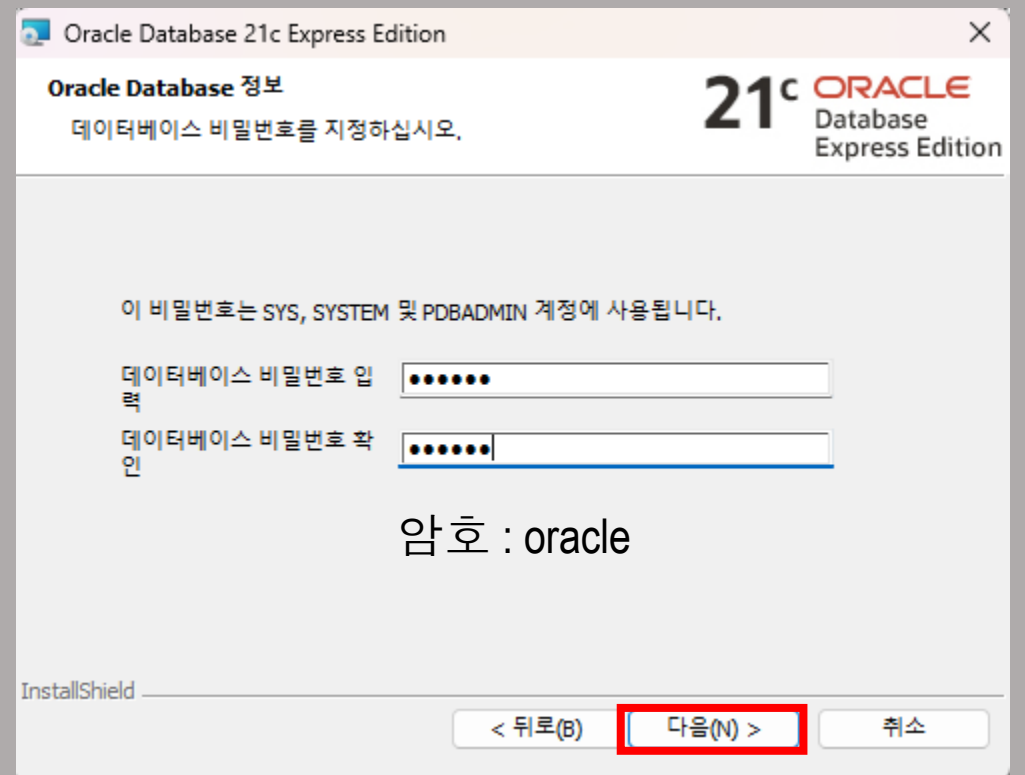 Oracle Database 21c Express Edition
Oracle Database 정보
데이터베이스 비밀번호를 지정하십시오.
21c ORACLE
Database
Express Edition
이 비밀번호는 SYS, SYSTEM 및 PDBADMIN 계정에 사용됩니다.
데이터베이스 비밀번호 입
력
데이터베이스 비밀번호 확
인
암호 : oracle
InstallShield
< 뒤로(B)
다음(N) >
취소